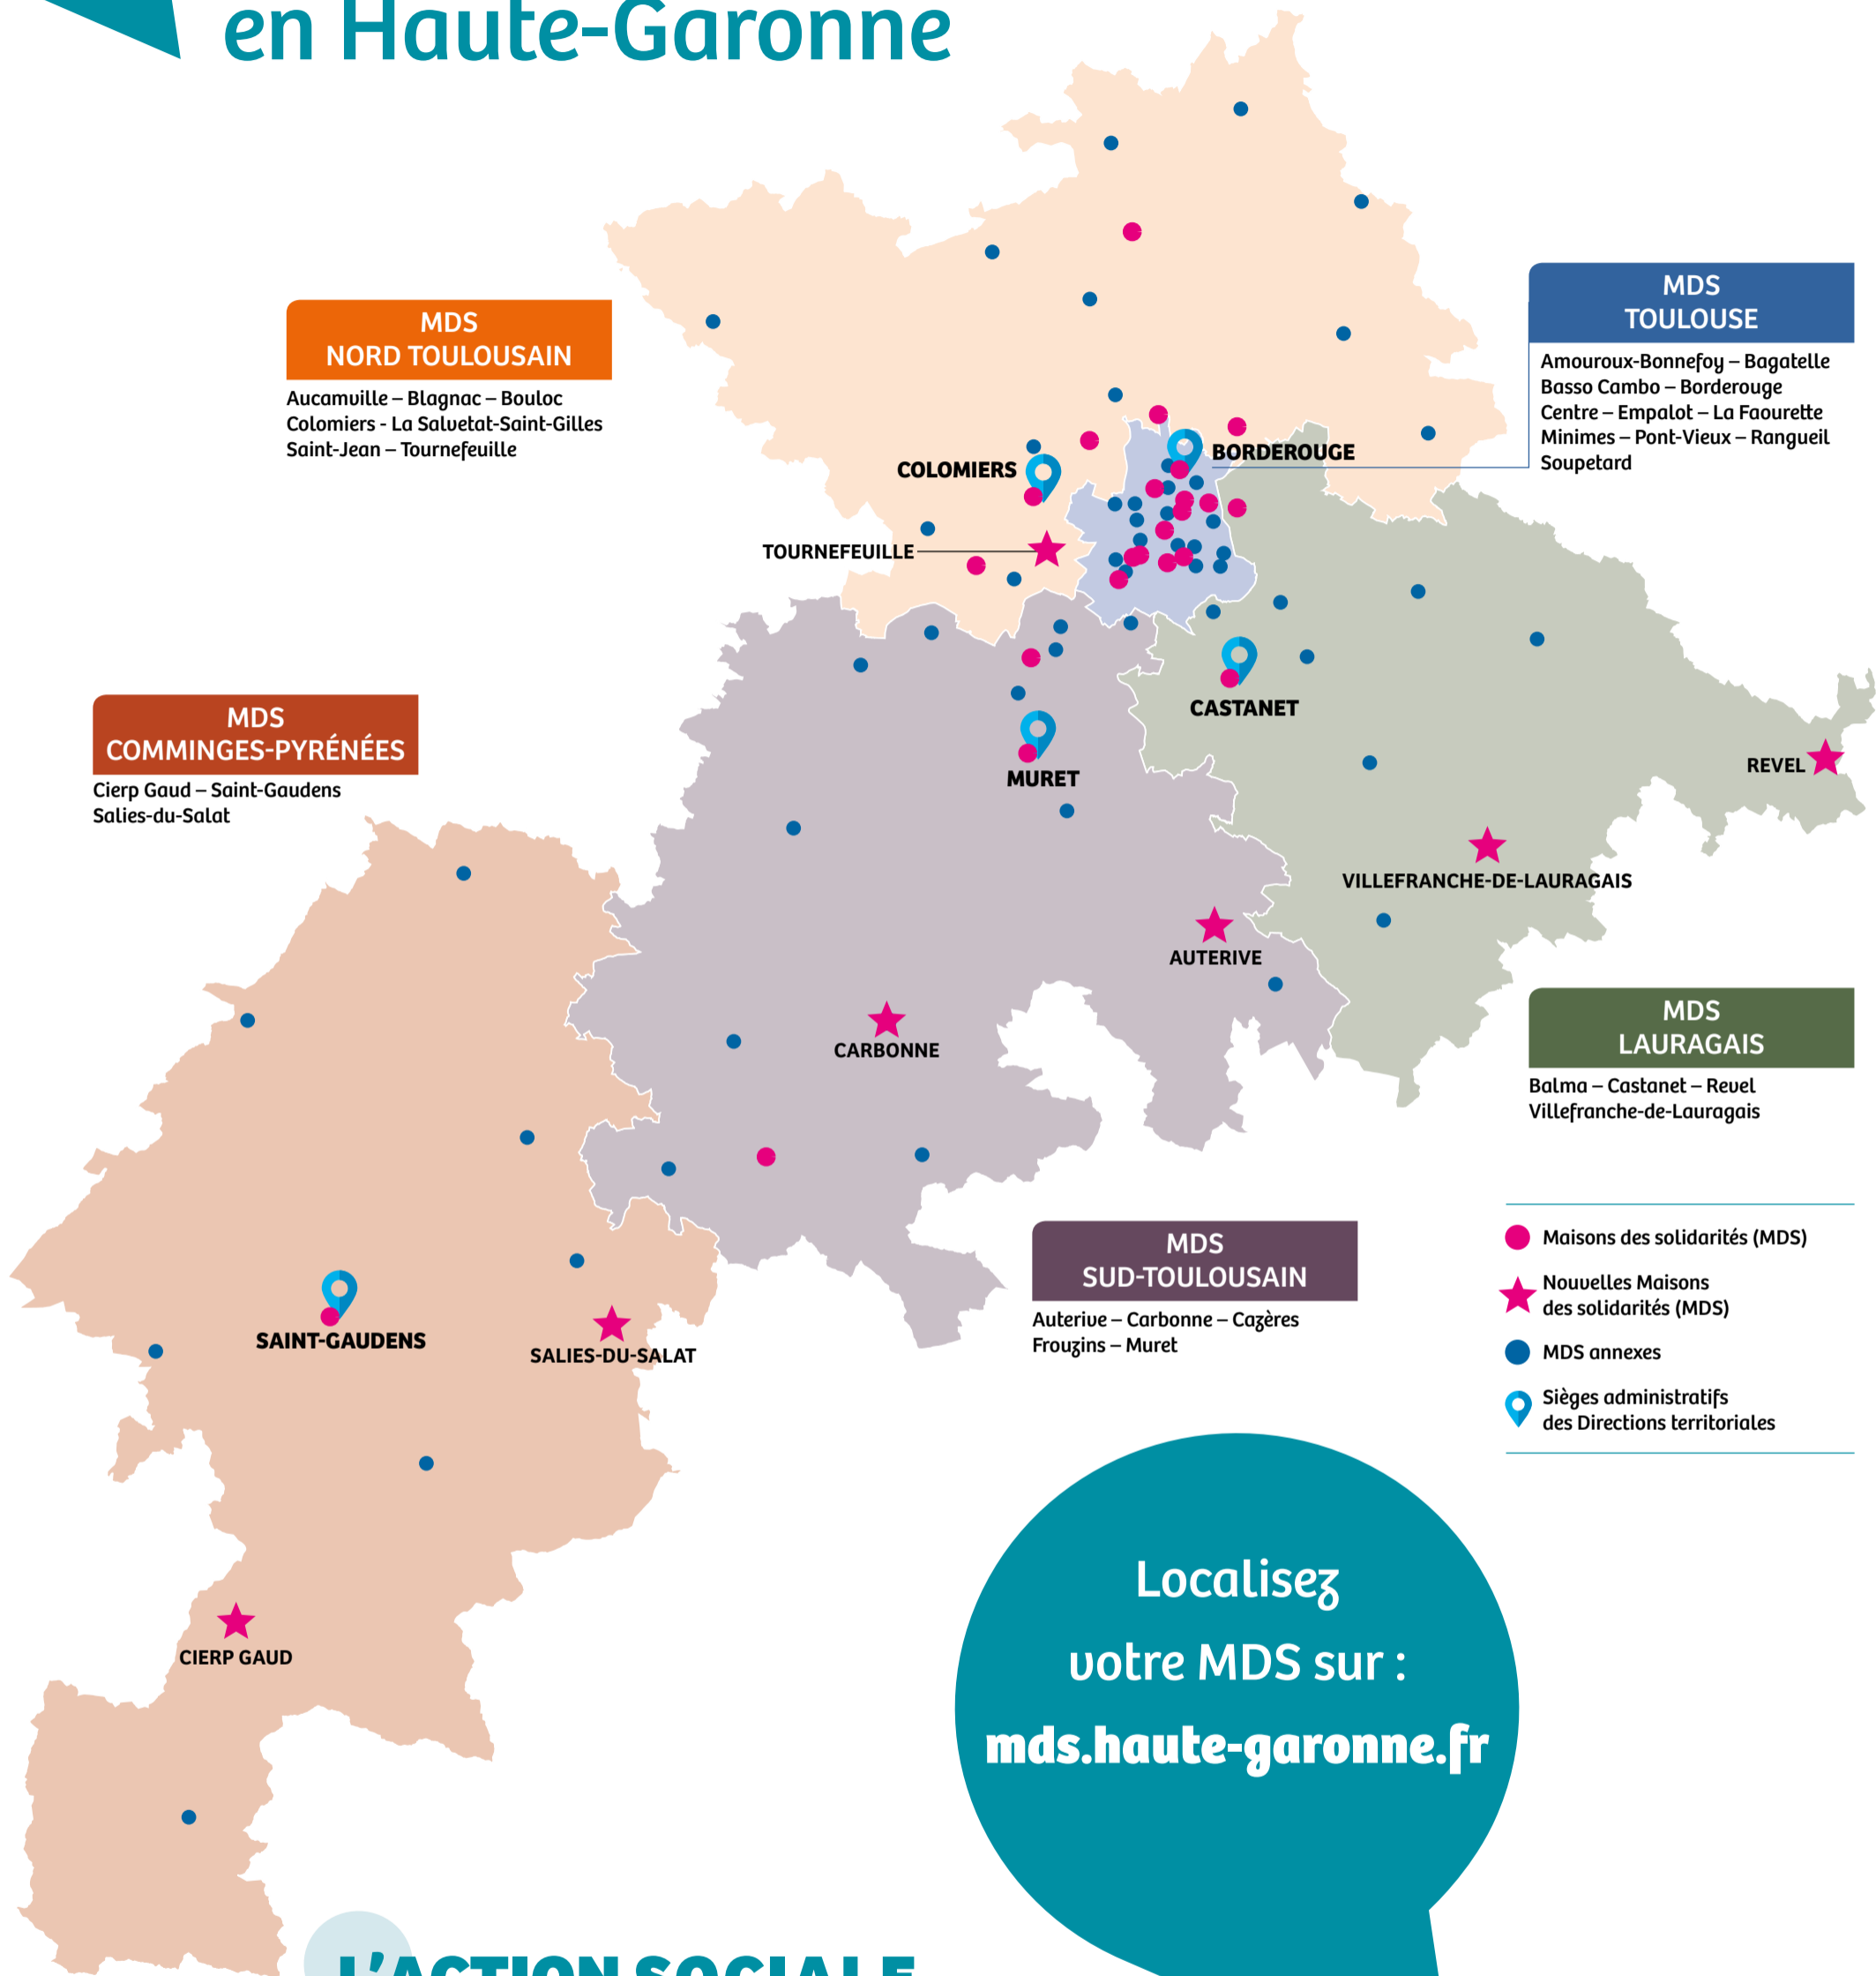 en Haute-Garonne
MDS
NORD TOULOUSAIN
Aucamville – Blagnac – Bouloc
Colomiers - La Salvetat-Saint-Gilles
Saint-Jean – Tournefeuille
MDS
TOULOUSE
Amouroux-Bonnefoy – Bagatelle
Basso Cambo – Borderouge
Centre – Empalot – La Faourette
Minimes – Pont-Vieux – Rangueil
Soupetard
BORDEROUGE
COLOMIERS
TOURNEFEUILLE
MDS
COMMINGES-PYRÉNÉES
Cierp Gaud – Saint-Gaudens
Salies-du-Salat
CASTANET
MURET
REVEL
VILLEFRANCHE-DE-LAURAGAIS
AUTERIVE
CARBONNE
MDS
LAURAGAIS
Balma – Castanet – Revel
Villefranche-de-Lauragais
MDS
SUD-TOULOUSAIN
Auterive – Carbonne – Cazères
Frouzins – Muret
SAINT-GAUDENS
SALIES-DU-SALAT
CIERP GAUD
Maisons des solidarités (MDS)
Nouvelles Maisons
des solidarités (MDS)
MDS annexes
Sièges administratifs
des Directions territoriales
Localisez
votre MDS sur :
mds.haute-garonne.fr
L'ACTION SOCIALE